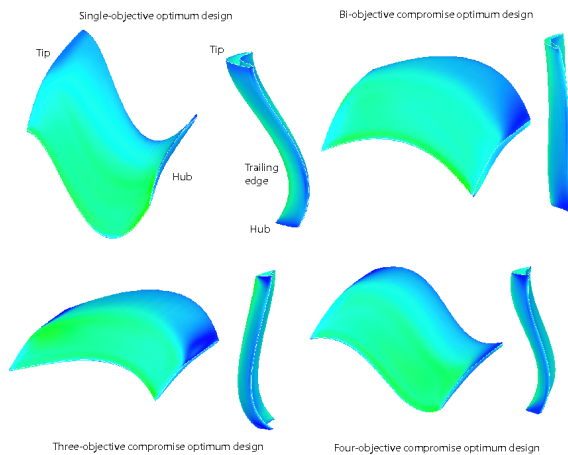 Single-objective optimum design
Bi-objective compromise optimum design
Tip
Tip
Hub
Trailing
edge
Hub
Three-objective compromise optimum design
Four-objective compromise optimum design